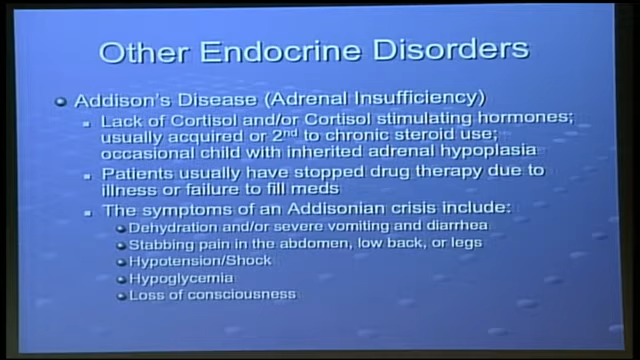 Other Endocrine Disorders
Addison's Disease (Adrenal Insufficiency)
Lack of Cortisol and/or Cortisol stimulating hormones;
usually acquired or 2nd to chronic steroid use;
occasional child with inherited adrenal hypoplasia
Patients usually have stopped drug therapy due to
illness or failure to fill meds
The symptoms of an Addisonian crisis include:
Dehydration and/or severe vomiting and diarrhea
Stabbing pain in the abdomen, low back, or legs
Hypotension/Shock
Hypoglycemia
Loss of consciousness